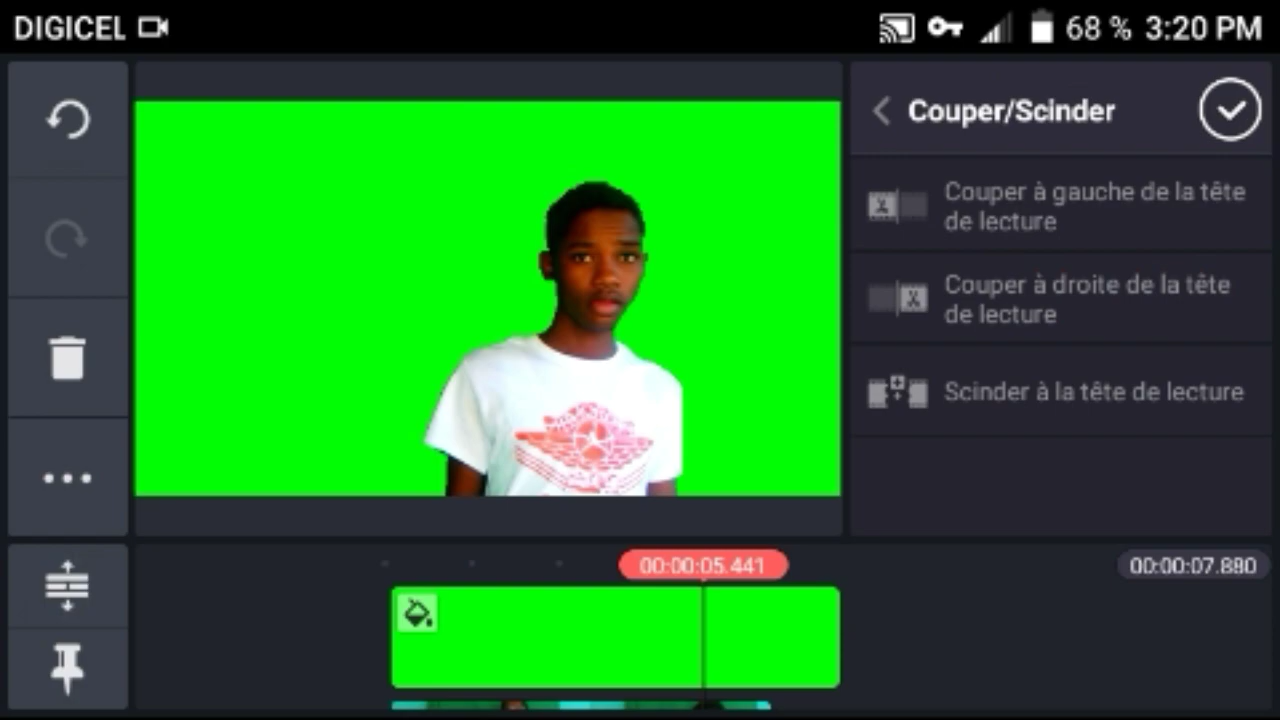 DIGICEL
68 % 3:20 PM
Couper/Scinder
Couper à gauche de la tête
de lecture
Couper à droite de la tête
de lecture
Scinder à la tête de lecture
00:00:05.441
00:00:07.880